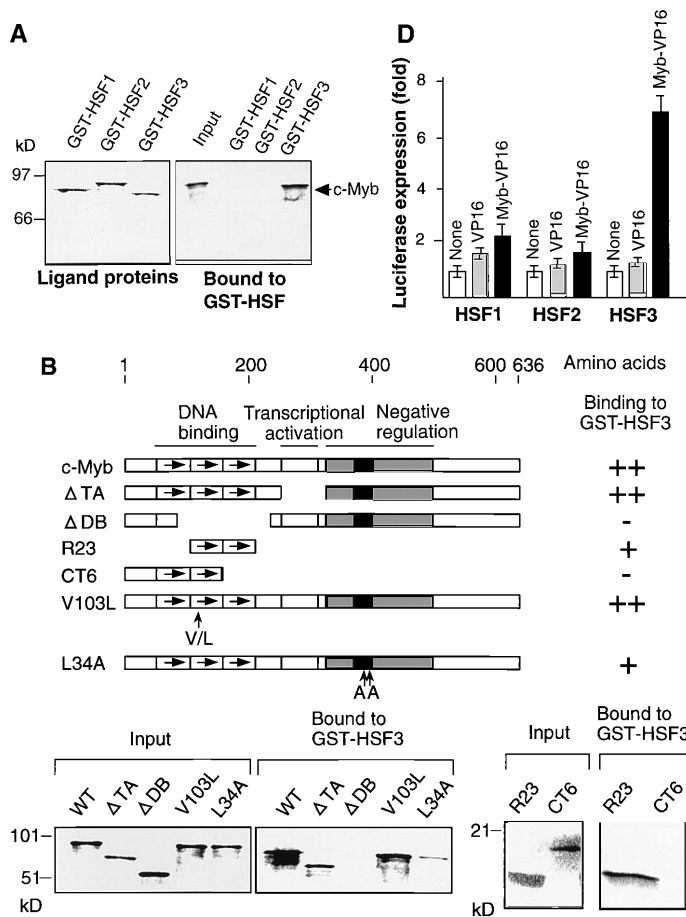 A
GST-HSF1
GST-HSF2
GST-HSF3
Input
GST-HSF1
GST-HSF2
GST-HSF3
kD
97
66
c-Myb
Ligand proteins
Bound to
GST-HSF
D
Luciferase expression (fold)
8
6
4
2
None
VP16
Myb-VP16
None
VP16
Myb-VP16
None
VP16
Myb-VP16
HSF1
HSF2
HSF3
B
1 200 400 600 636 Amino acids
DNA
binding
Transcriptional
activation
Negative
regulation
Binding to
GST-HSF3
c-Myb ++
Δ TA ++
Δ DB -
R23 +
CT6 -
V103L ++
V/L
L34A +
AA
Input
Bound to
GST-HSF3
WT ΔTA ΔDB V103L L34A
WT ΔTA ΔDB V103L L34A
101
51
kD
Input
Bound to
GST-HSF3
R23 CT6
R23 CT6
21
kD